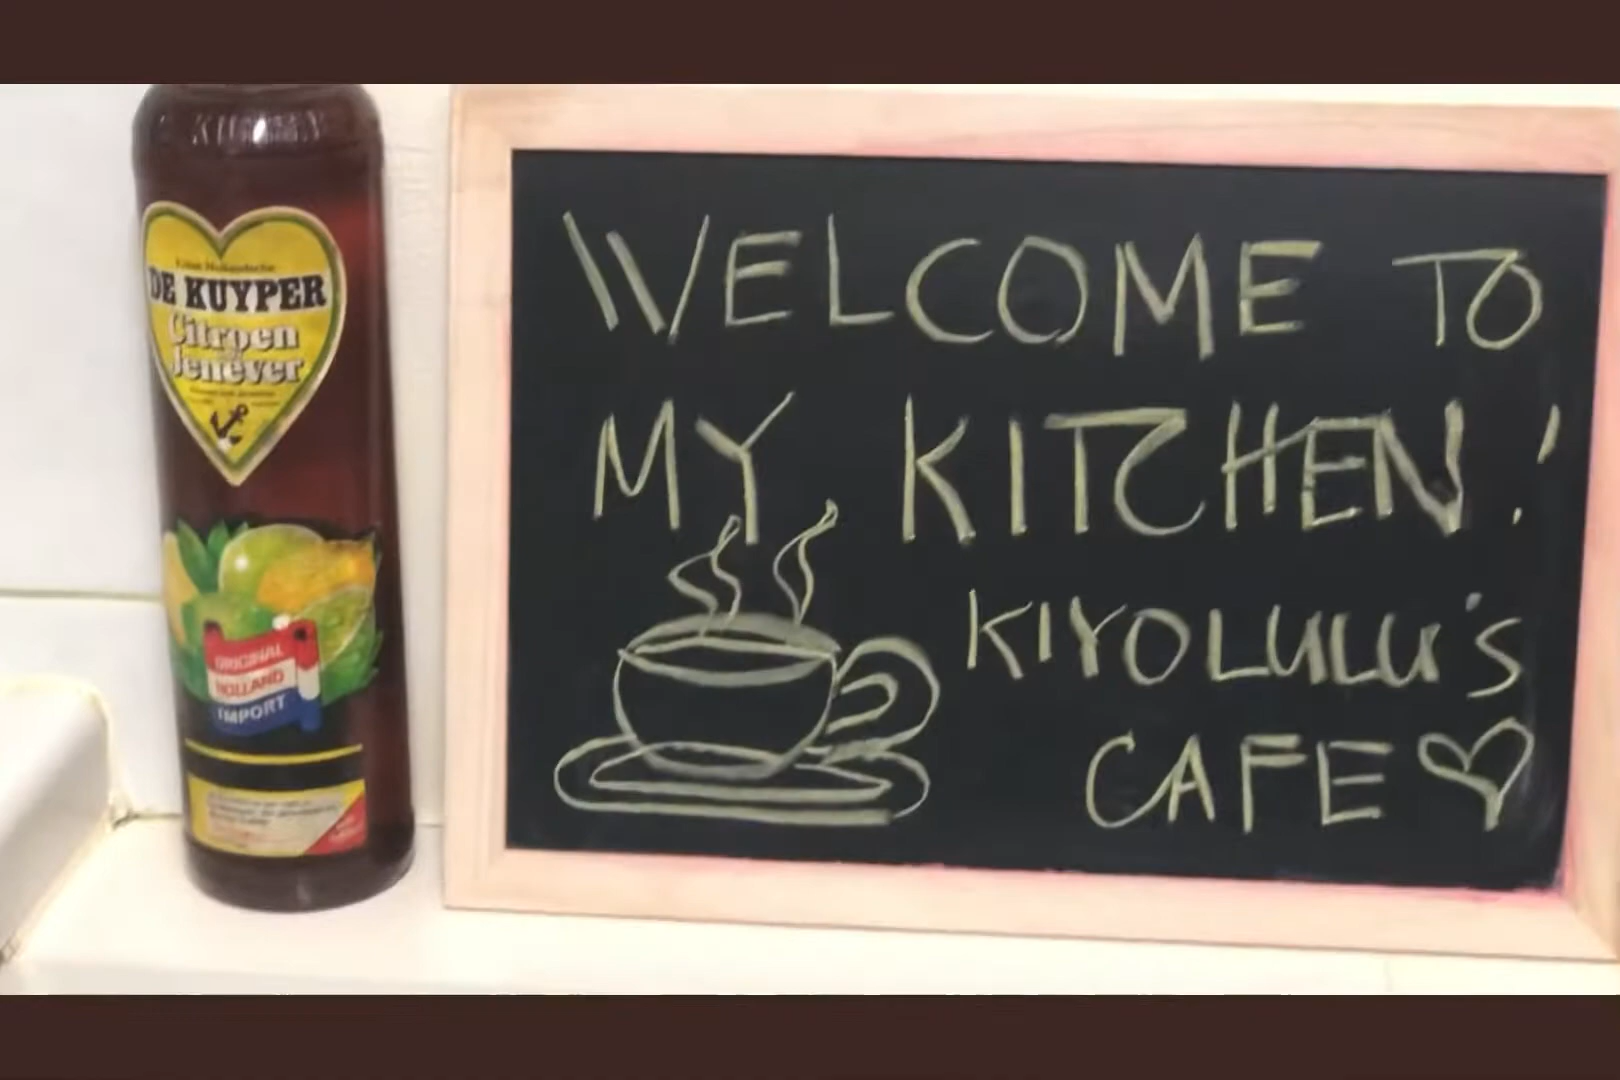 DE KUYPER
Citroen
Jenever
ORIGINAL
HOLLAND
IMPORT
WELCOME TO
MY KITCHEN!
KIYOLULU'S
CAFE